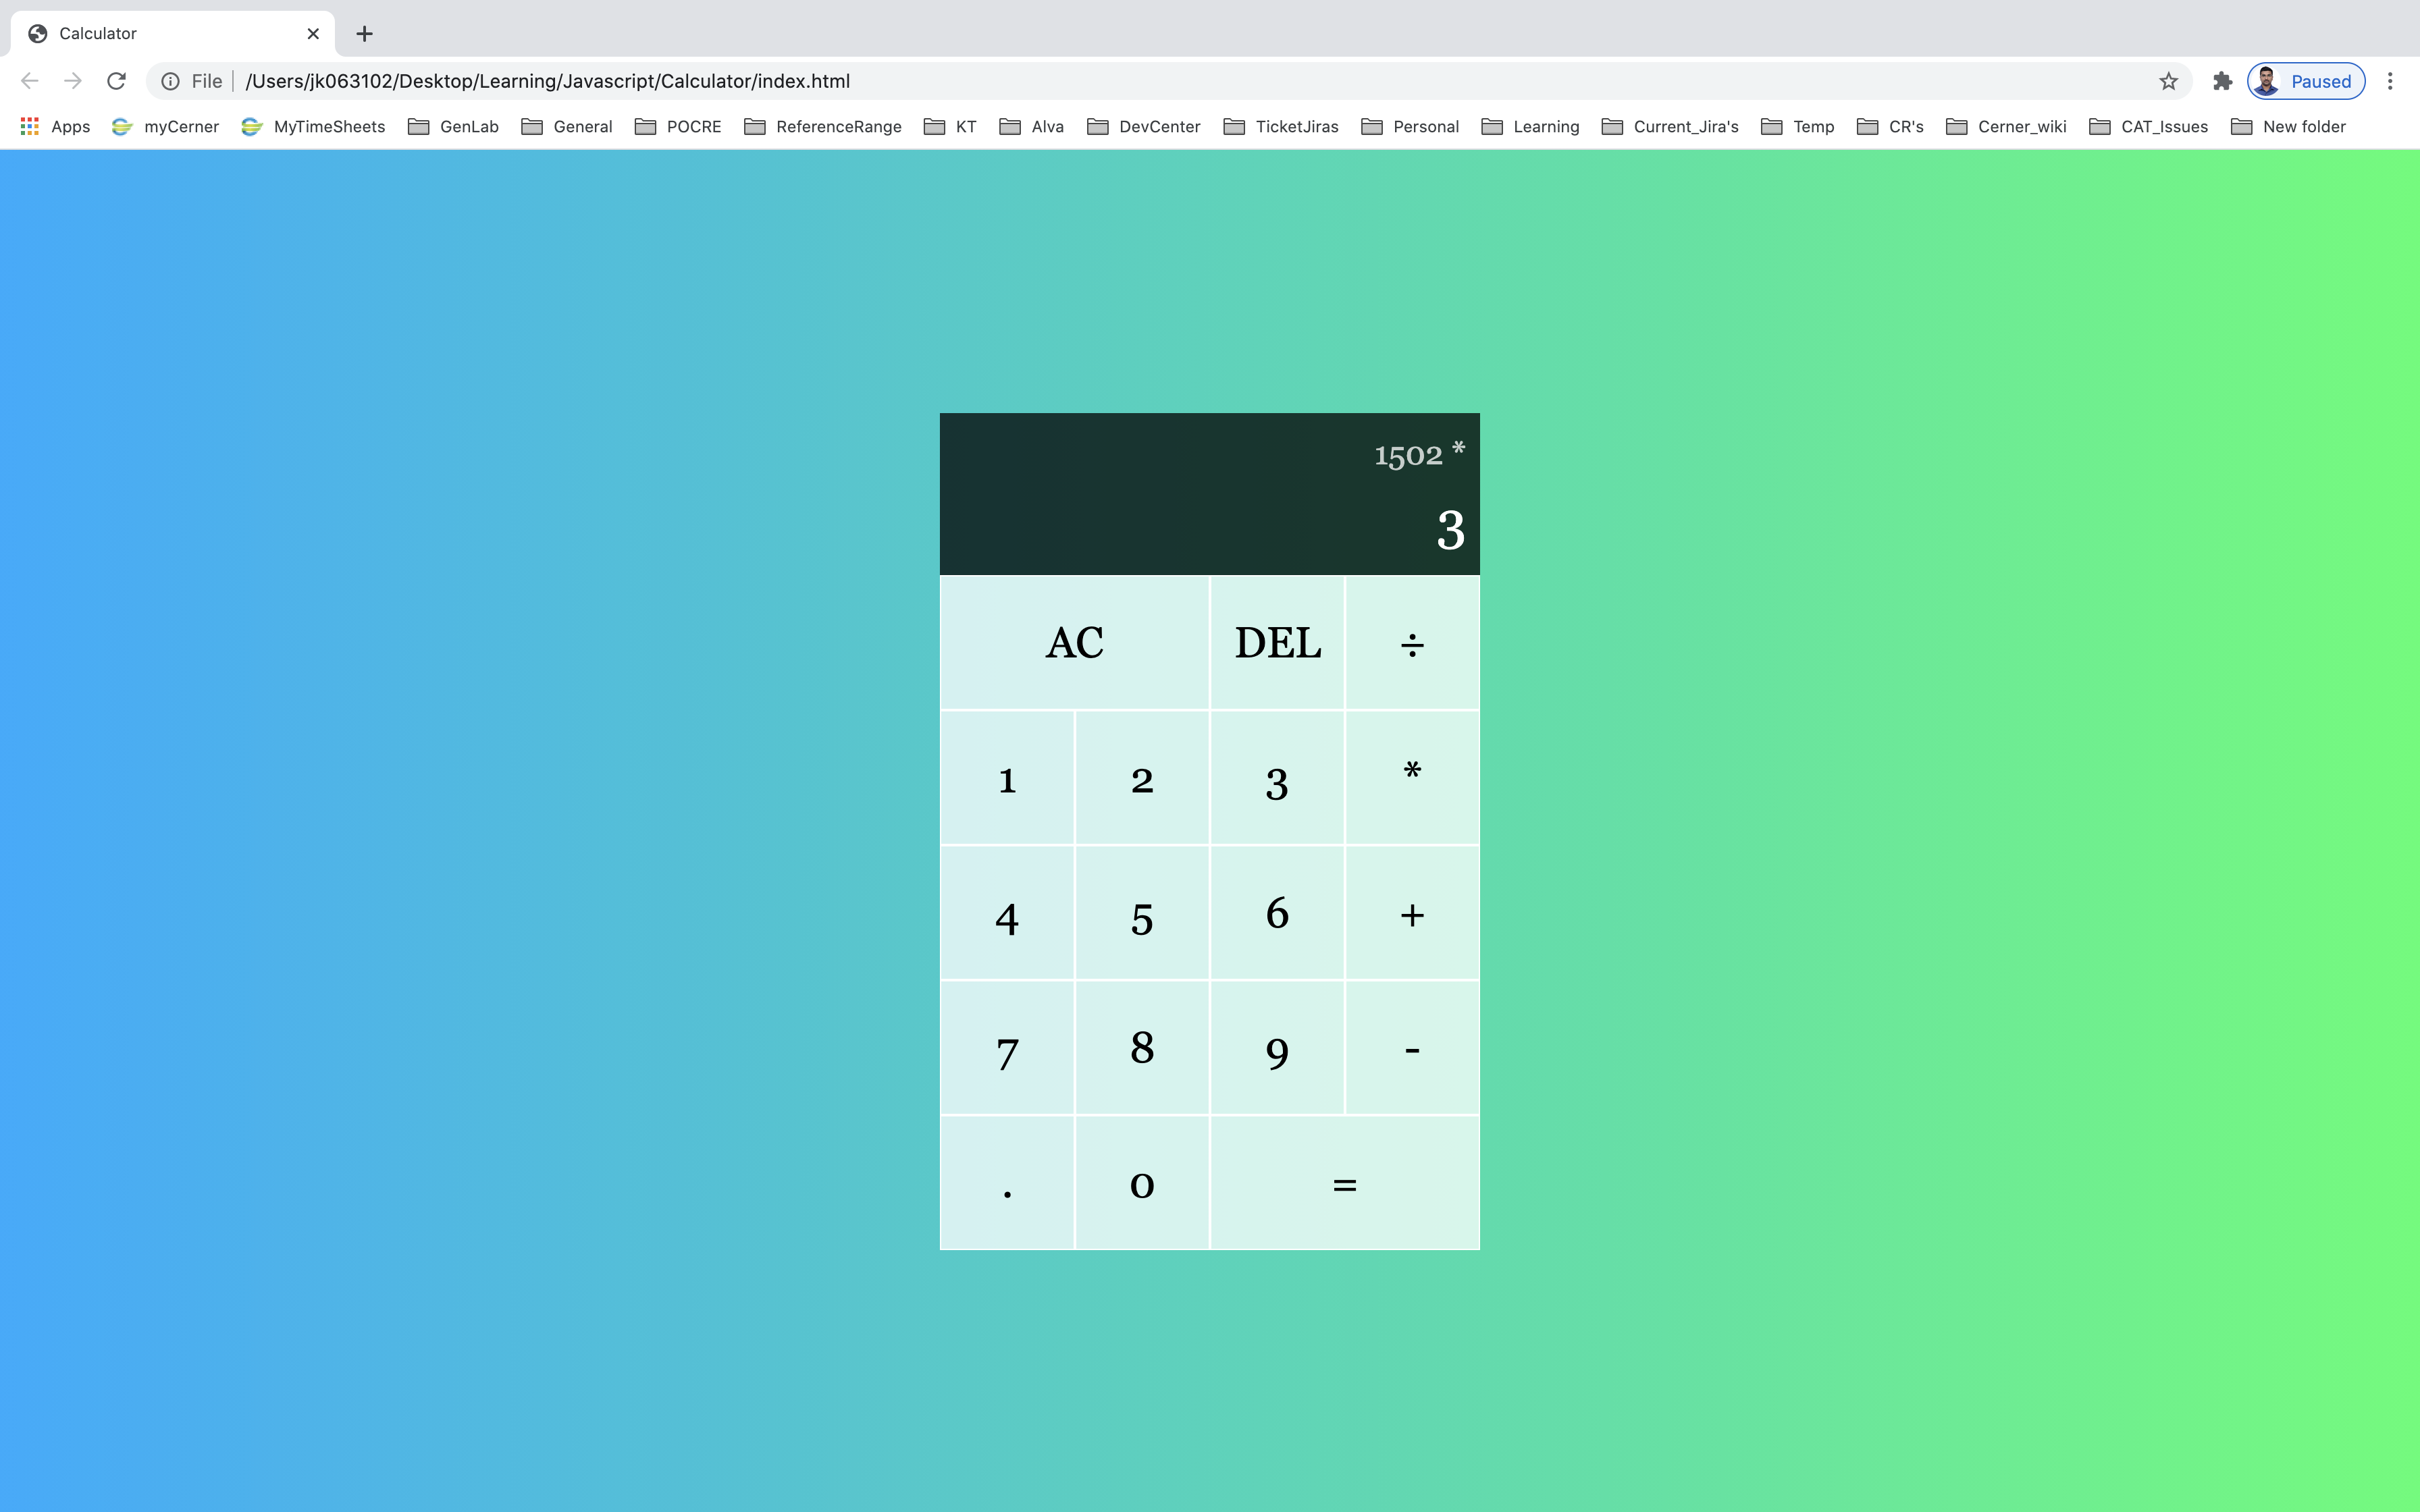 Calculator
File /Users/jk063102/Desktop/Learning/Javascript/Calculator/index.html Paused
Apps myCerner MyTimeSheets GenLab General POCRE ReferenceRange KT Alva DevCenter TicketJiras Personal Learning Current_Jira's Temp CR's Cerner_wiki CAT_Issues New folder
1502 *
3
AC DEL ÷
1 2 3 *
4 5 6 +
7 8 9 -
. 0 =